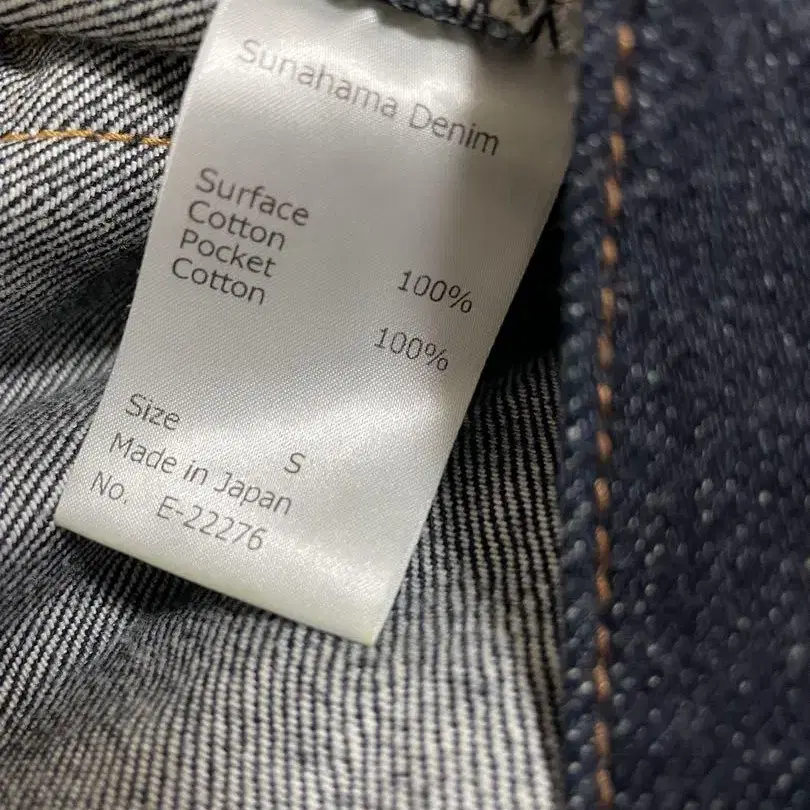 Sunahama Denim
Surface
Cotton 100%
Pocket
Cotton 100%
Size S
Made in Japan
No. E-22276